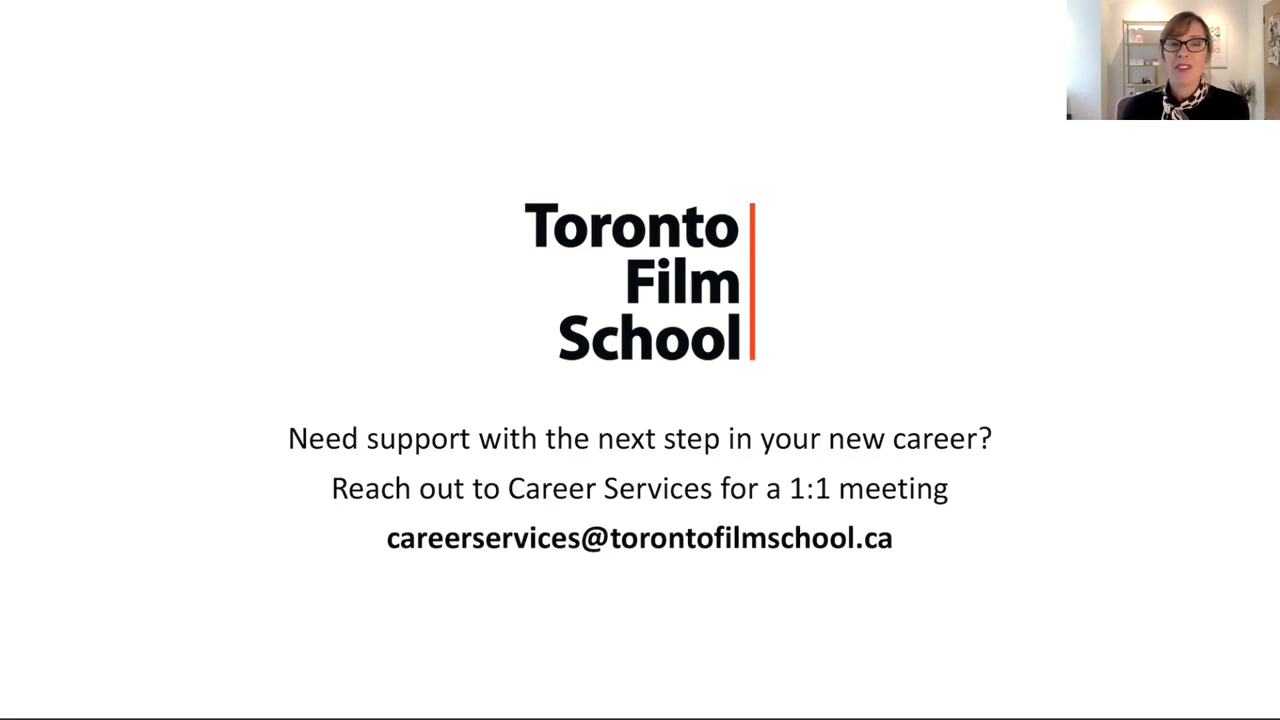 Toronto
Film
School
Need support with the next step in your new career?
Reach out to Career Services for a 1:1 meeting
careerservices@torontofilmschool.ca